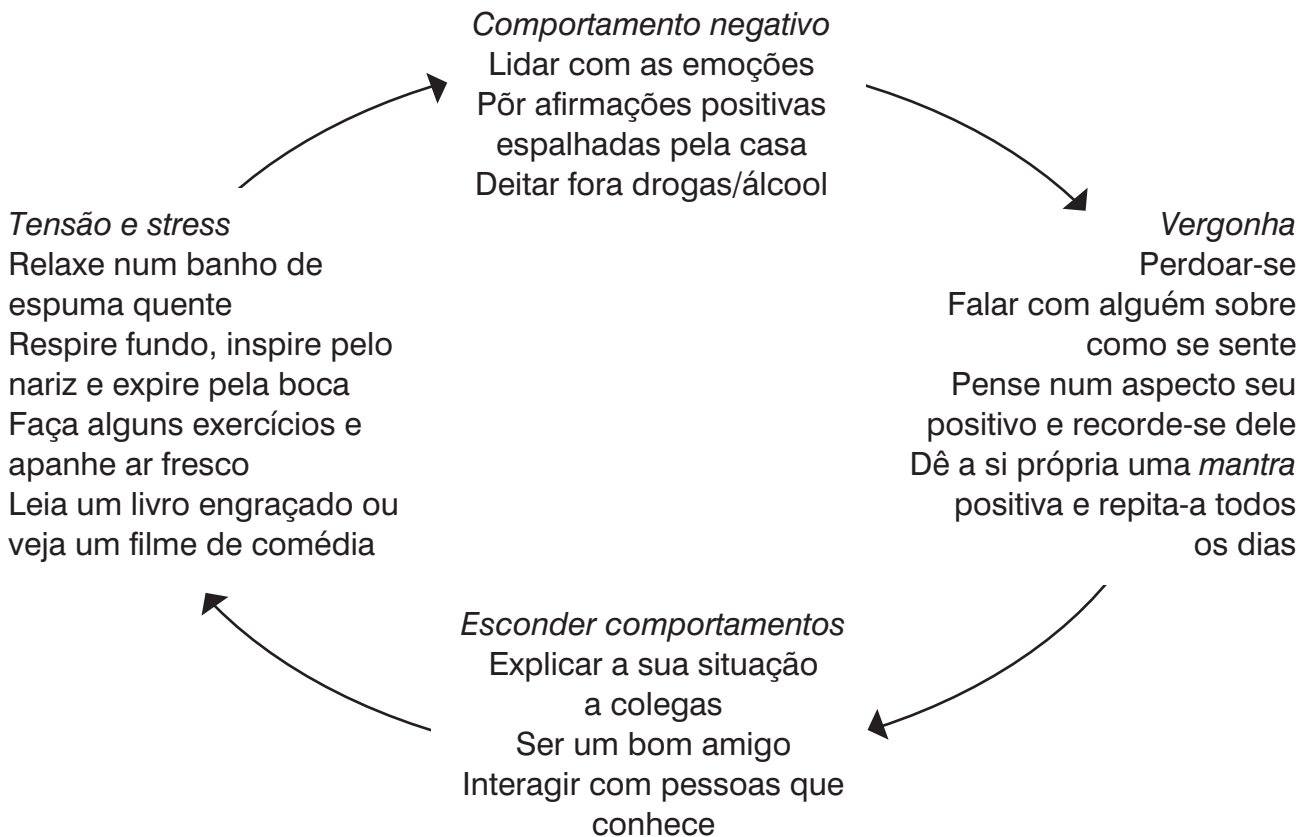 Comportamento negativo
Lidar com as emoções
Põr afirmações positivas
espalhadas pela casa
Deitar fora drogas/álcool
Vergonha
Perdoar-se
Falar com alguém sobre
como se sente
Pense num aspecto seu
positivo e recorde-se dele
Dê a si própria uma mantra
positiva e repita-a todos
os dias
Esconder comportamentos
Explicar a sua situação
a colegas
Ser um bom amigo
Interagir com pessoas que
conhece
Tensão e stress
Relaxe num banho de
espuma quente
Respire fundo, inspire pelo
nariz e expire pela boca
Faça alguns exercícios e
apanhe ar fresco
Leia um livro engraçado ou
veja um filme de comédia